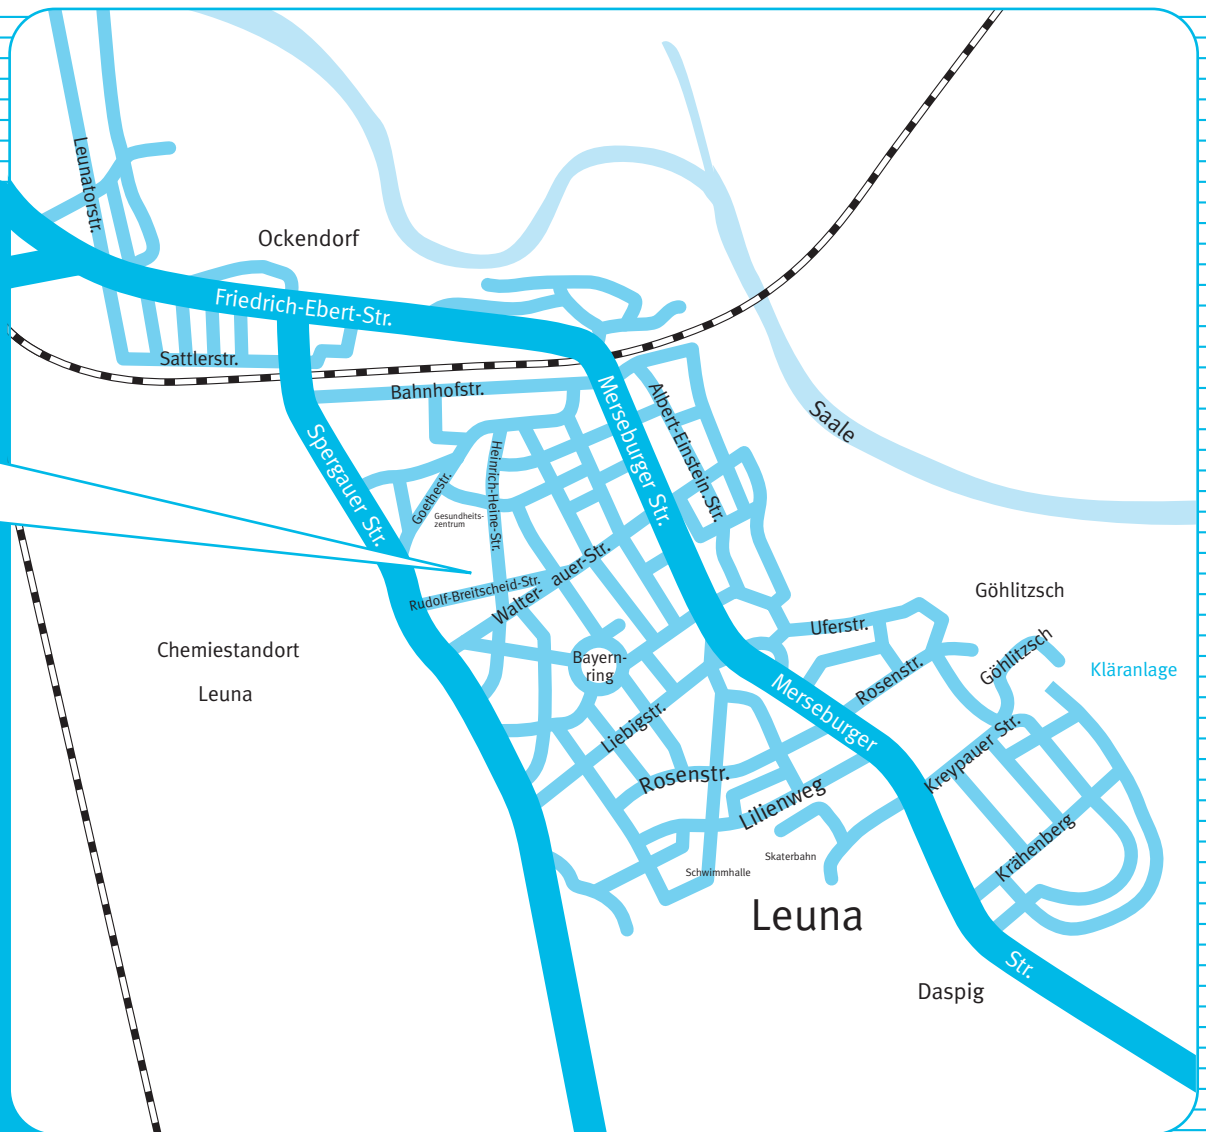 Leunatorstr.
Ockendorf
Friedrich-Ebert-Str.
Sattlerstr.
Bahnhofstr.
Merseburger Str.
Albert-Einstein.Str.
Saale
Spergauer Str.
Goethestr.
Heinrich-Heine-Str.
Gesundheits-
zentrum
Rudolf-Breitscheid-Str.
Walter-
auer-Str.
Göhlitzsch
Uferstr.
Chemiestandort
Leuna
Bayern-
ring
Göhlitzsch
Kläranlage
Rosenstr.
Merseburger
Liebigstr.
Kreypauer Str.
Rosenstr.
Lilienweg
Krähenberg
Skaterbahn
Schwimmhalle
Leuna
Str.
Daspig